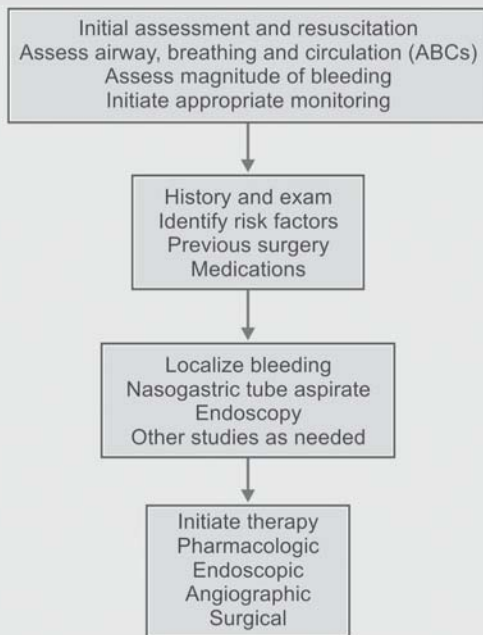 Initial assessment and resuscitation
Assess airway, breathing and circulation (ABCs)
Assess magnitude of bleeding
Initiate appropriate monitoring
History and exam
Identify risk factors
Previous surgery
Medications
Localize bleeding
Nasogastric tube aspirate
Endoscopy
Other studies as needed
Initiate therapy
Pharmacologic
Endoscopic
Angiographic
Surgical